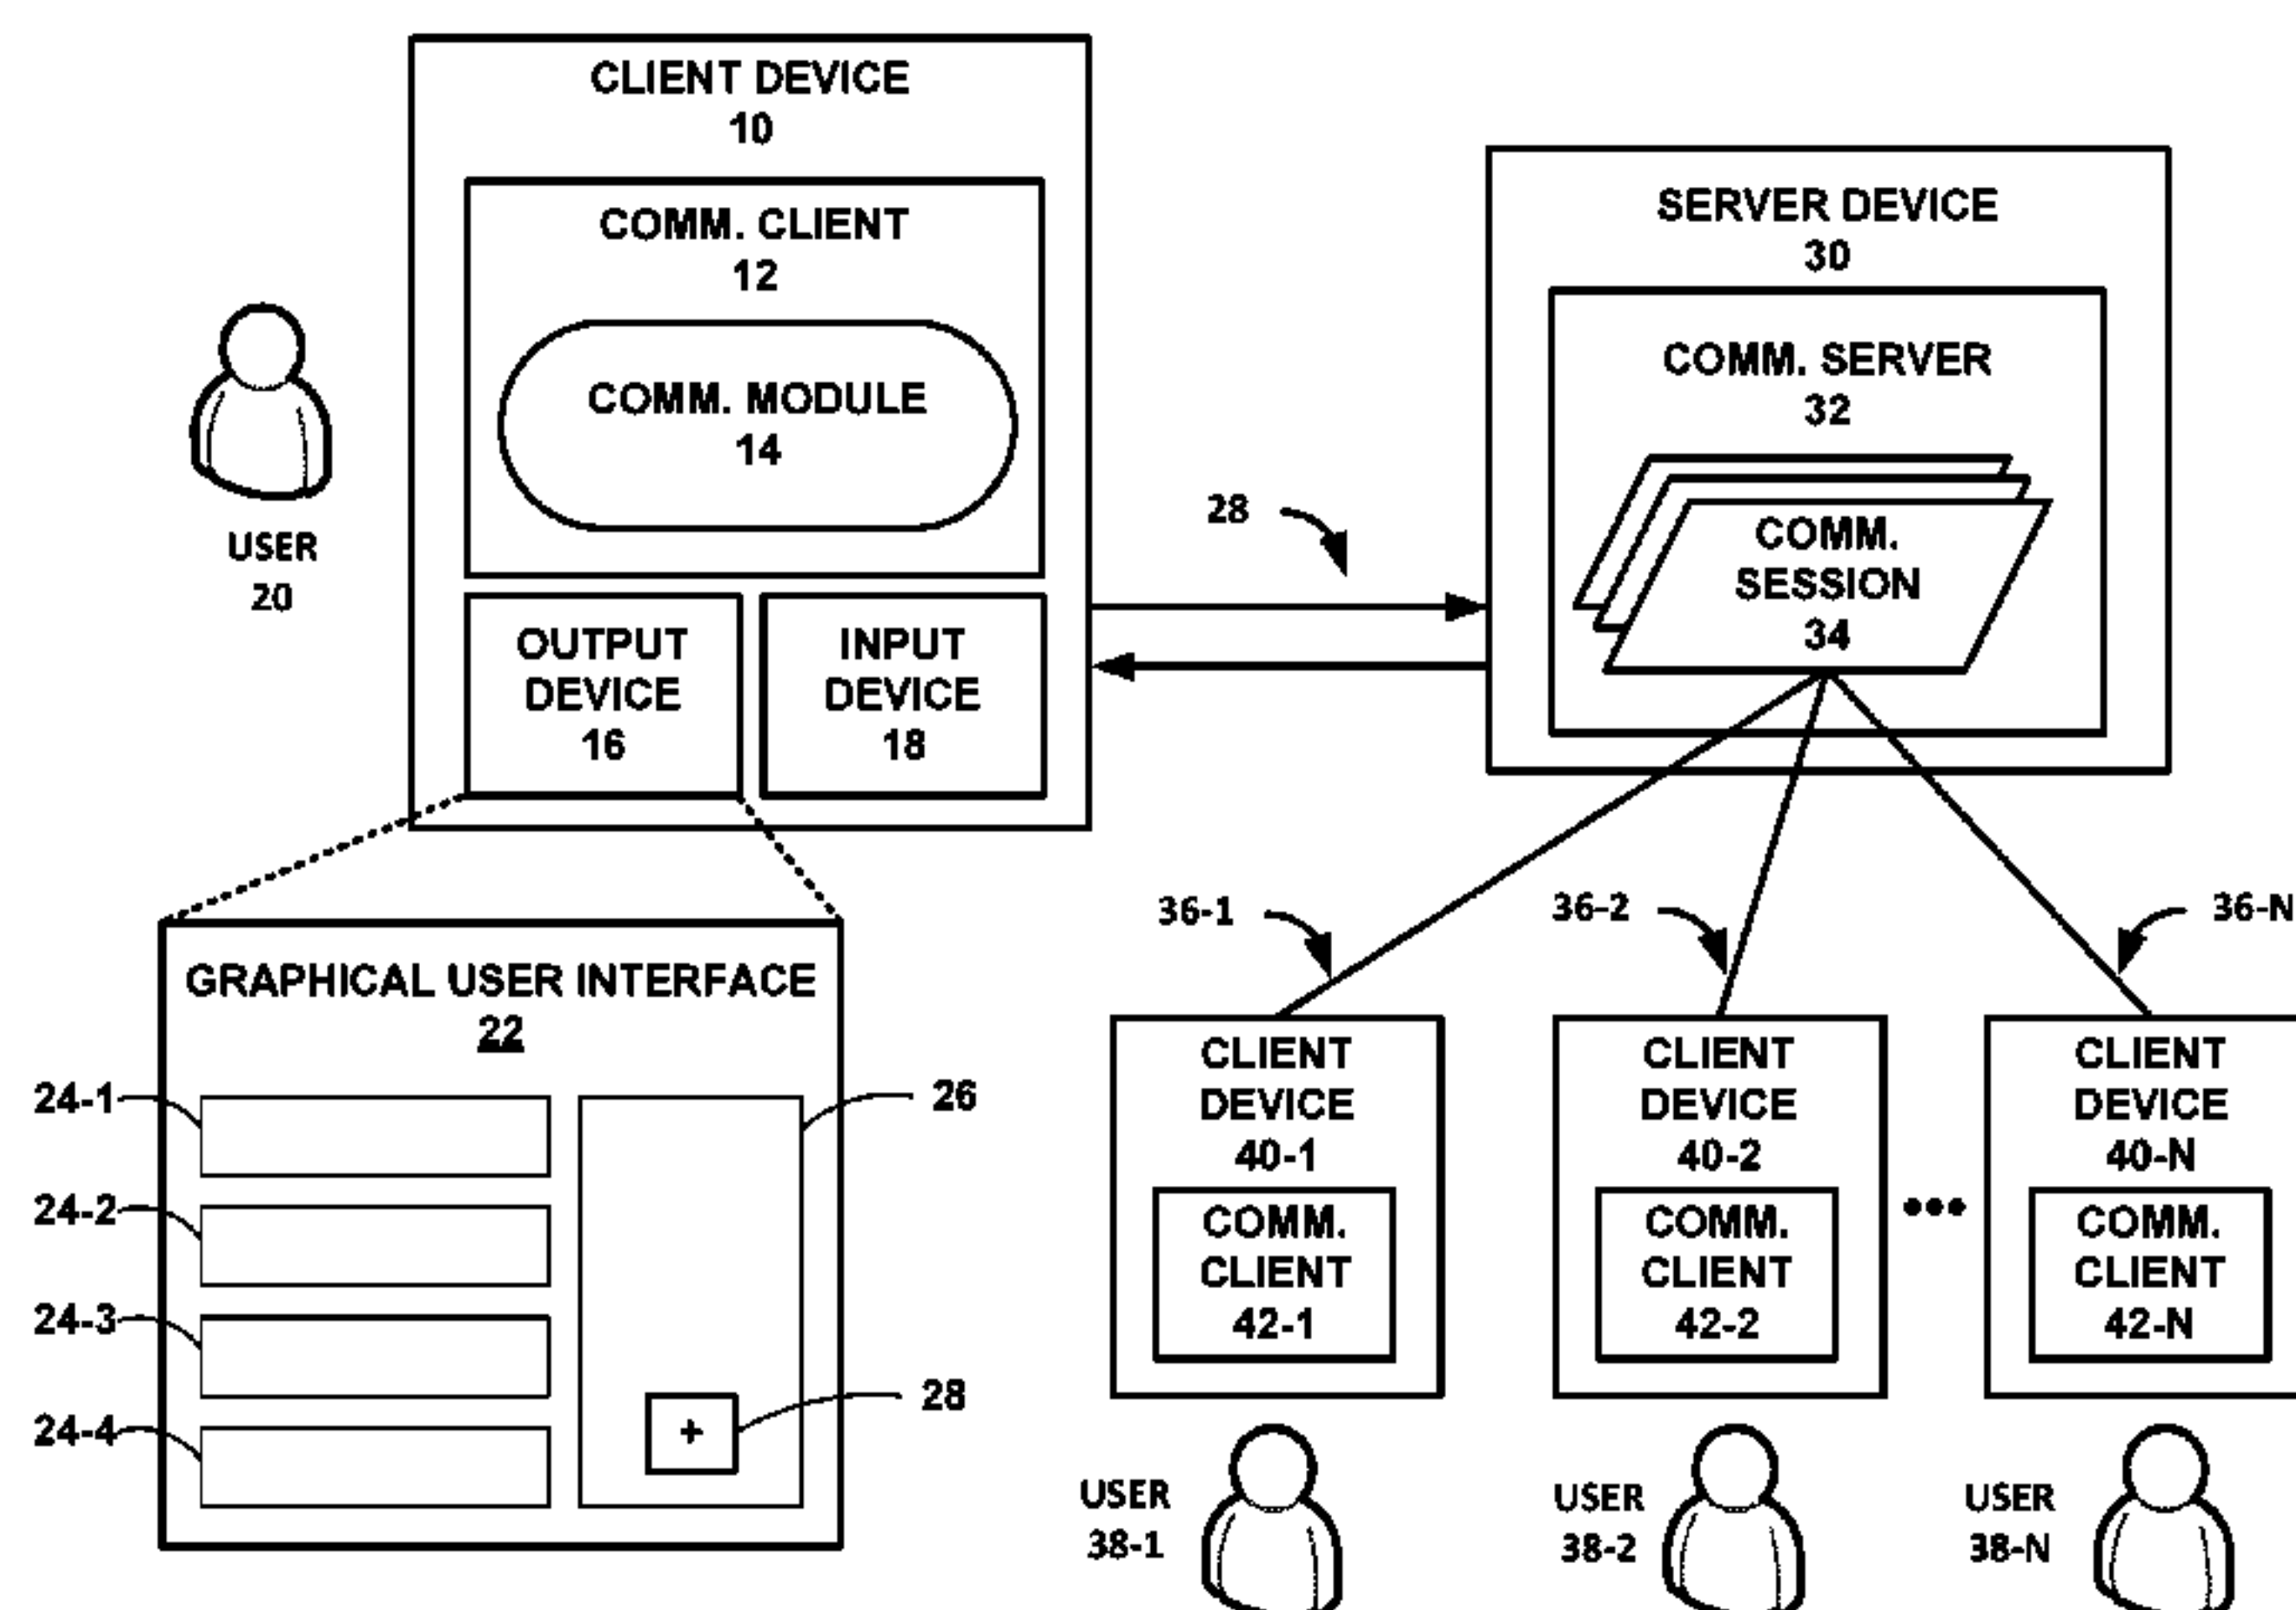 CLIENT DEVICE
10
COMM. CLIENT
12
COMM. MODULE
14
OUTPUT
DEVICE
16
INPUT
DEVICE
18
USER
20
28
SERVER DEVICE
30
COMM. SERVER
32
COMM.
SESSION
34
GRAPHICAL USER INTERFACE
22
24-1
24-2
24-3
24-4
26
+
28
36-1
36-2
36-N
CLIENT
DEVICE
40-1
COMM.
CLIENT
42-1
CLIENT
DEVICE
40-2
COMM.
CLIENT
42-2
•••
CLIENT
DEVICE
40-N
COMM.
CLIENT
42-N
USER
38-1
USER
38-2
USER
38-N